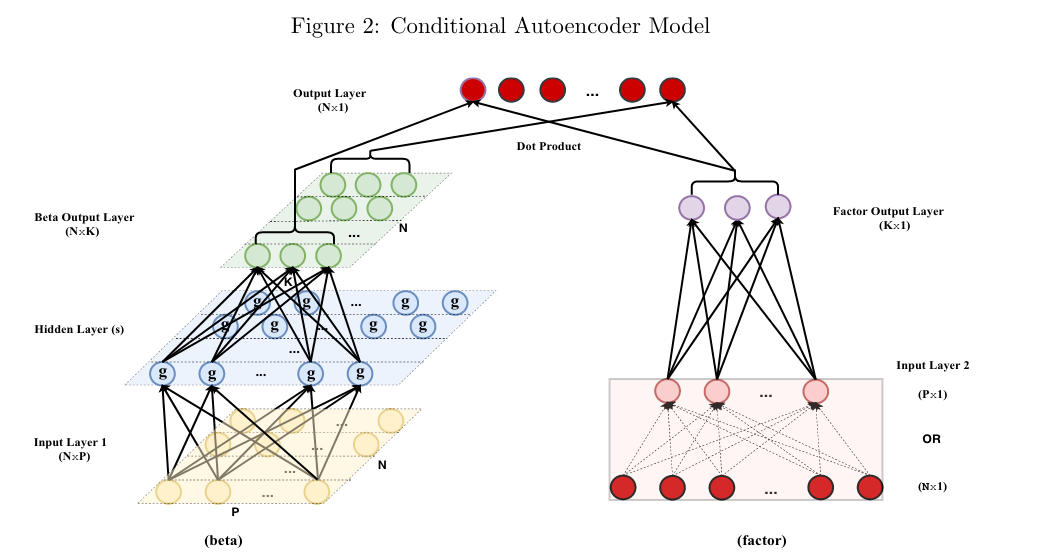 Figure 2: Conditional Autoencoder Model
Output Layer
(N×1)
...
Dot Product
Beta Output Layer
(N×K)
...
N
K
Factor Output Layer
(K×1)
Hidden Layer (s)
g g ... g g
g g ... g g
...
g g ... g g
Input Layer 1
(N×P)
...
...
...
...
N
P
Input Layer 2
(P×1)
...
OR
(N×1)
...
(beta)
(factor)